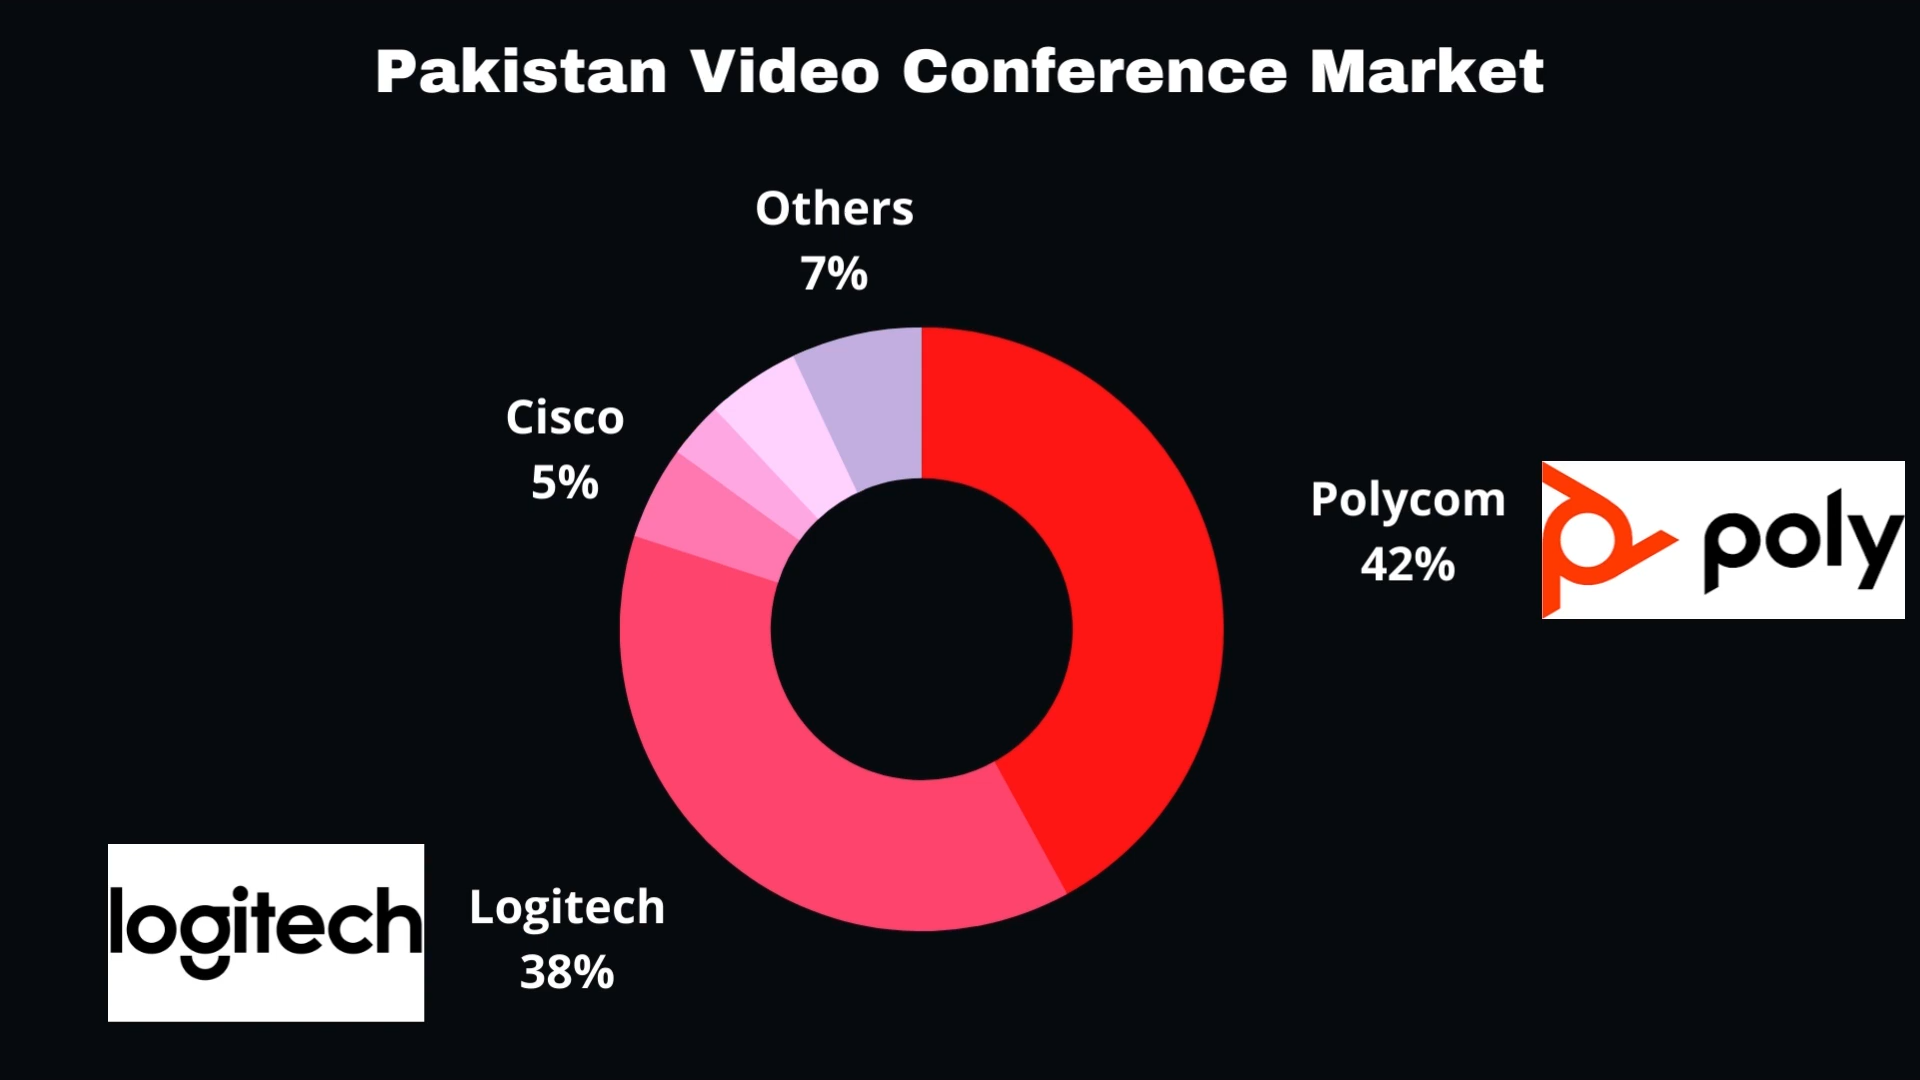 Pakistan Video Conference Market
Others
7%
Cisco
5%
Polycom
42%
poly
logitech
Logitech
38%